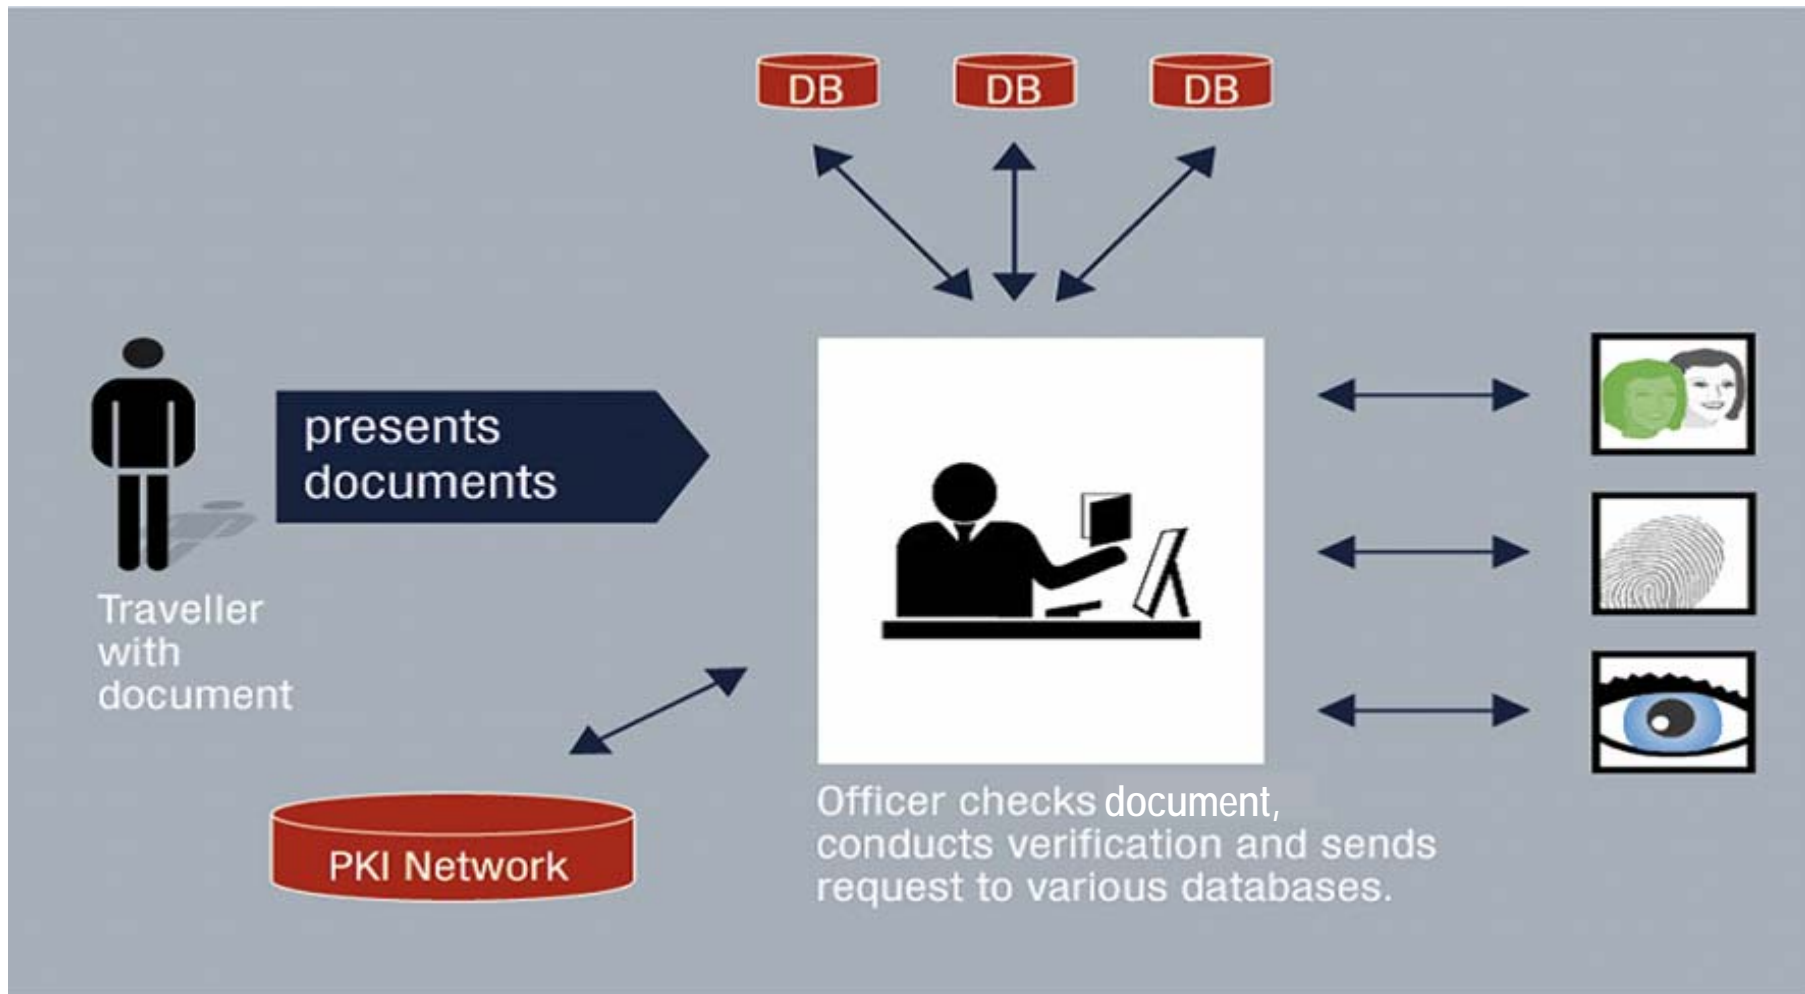 DB
DB
DB
presents
documents
Traveller
with
document
PKI Network
Officer checks document,
conducts verification and sends
request to various databases.